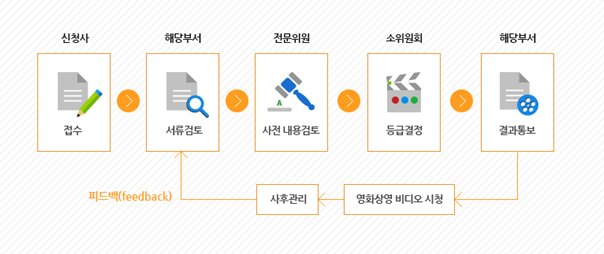 신청사
해당부서
전문위원
소위원회
해당부서
접수
서류검토
A
사전 내용검토
등급결정
결과통보
피드백(feedback)
사후관리
영화상영 비디오 시청